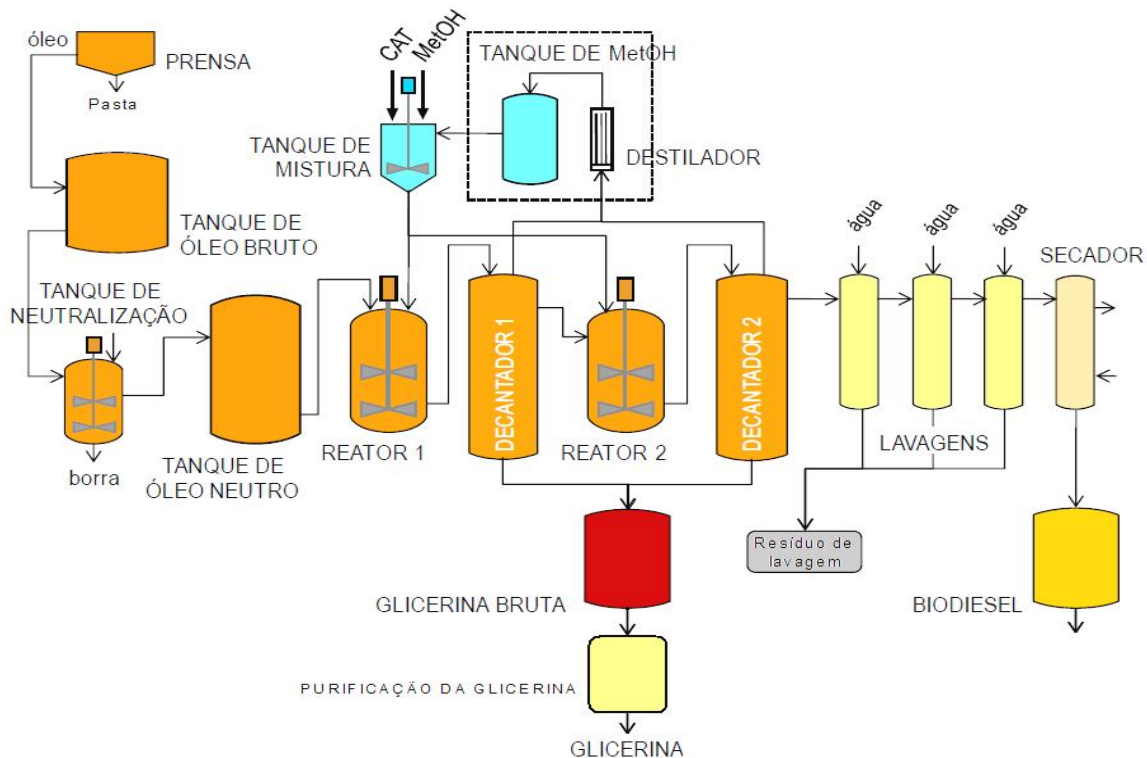 óleo
PRENSA
Pasta
CAT
MetOH
TANQUE DE MetOH
TANQUE DE
MISTURA
DESTILADOR
TANQUE DE
ÓLEO BRUTO
água
água
água
SECADOR
TANQUE DE
NEUTRALIZAÇÃO
DECANTADOR 1
DECANTADOR 2
borra
TANQUE DE
ÓLEO NEUTRO
REATOR 1
REATOR 2
LAVAGENS
Resíduo de
lavagem
GLICERINA BRUTA
BIODIESEL
PURIFICAÇÃO DA GLICERINA
GLICERINA